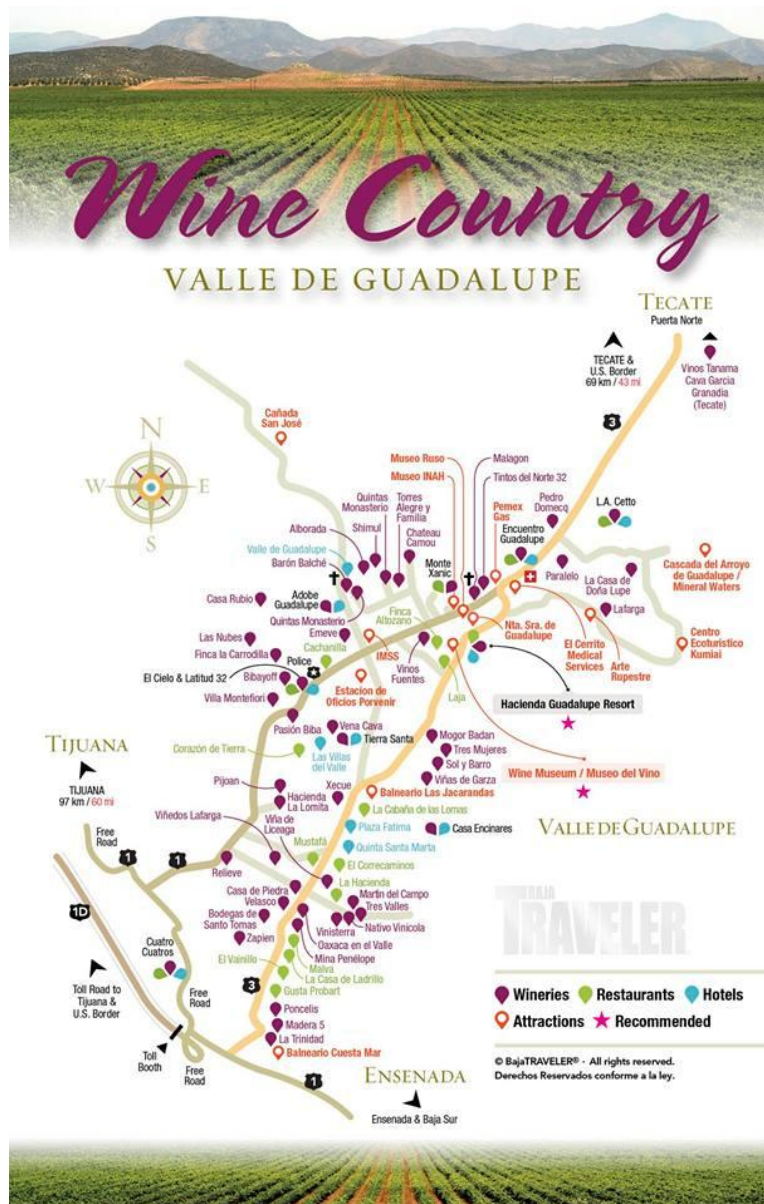 Wine Country
VALLE DE GUADALUPE
TECATE
Puerta Norte
TECATE &
U.S. Border
69 km / 43 mi
Vinos Tanama
Cava Garcia
Granadia
(Tecate)
3
Cañada
San José
N
W
E
S
Museo Ruso
Museo INAH
Malagon
Tintos del Norte 32
Pemex
Gas
Pedro
Domecq
L.A. Cetto
Encuentro
Guadalupe
Quintas
Monasterio
Torres
Alegre y
Familia
Chateau
Camou
Shimul
Alborada
Valle de Guadalupe
Barón Balché
Monte
Xanic
Paralelo
La Casa de
Doña Lupe
Lafarga
Cascada del Arroyo
de Guadalupe /
Mineral Waters
Casa Rubio
Adobe
Guadalupe
Quintas Monasterio
Emeve
Finca
Altozano
Nta. Sra. de
Guadalupe
El Cerrito
Medical
Services
Arte
Rupestre
Centro
Ecoturístico
Kumiai
Las Nubes
Finca la Carrodilla
Cachanilla
Police
IMSS
Vinos
Fuentes
El Cielo & Latitud 32
Bibayoff
Estacion de
Oficios Porvenir
Laja
Hacienda Guadalupe Resort
Villa Montefiori
Pasión Biba
Vena Cava
Tierra Santa
Mogor Badan
Tres Mujeres
Sol y Barro
Viñas de Garza
Corazón de Tierra
Las Villas
del Valle
Wine Museum / Museo del Vino
TIJUANA
TIJUANA
97 km / 60 mi
Pijoan
Xecue
Hacienda
La Lomita
Balneario Las Jacarandas
Viñedos Lafarga
Viña de
Liceaga
La Cabaña de las Lomas
Plaza Fatima
Casa Encinares
VALLE DE GUADALUPE
Free
Road
1
1
Mustafá
Quinta Santa Marta
El Correcaminos
Relieve
La Hacienda
Casa de Piedra
Velasco
Martin del Campo
Tres Valles
BAJA
TRAVELER
1D
Bodegas de
Santo Tomas
Zapien
Vinisterra
Nativo Vinicola
Oaxaca en el Valle
Mina Penélope
Cuatro
Cuatros
El Vainillo
Malva
La Casa de Ladrillo
Gusta Probart
Toll Road to
Tijuana &
U.S. Border
Free
Road
3
Poncelis
Madera 5
La Trinidad
Balneario Cuesta Mar
Toll
Booth
Free
Road
1
ENSENADA
Ensenada & Baja Sur
Wineries
Restaurants
Hotels
Attractions
Recommended
© BajaTRAVELER® · All rights reserved.
Derechos Reservados conforme a la ley.